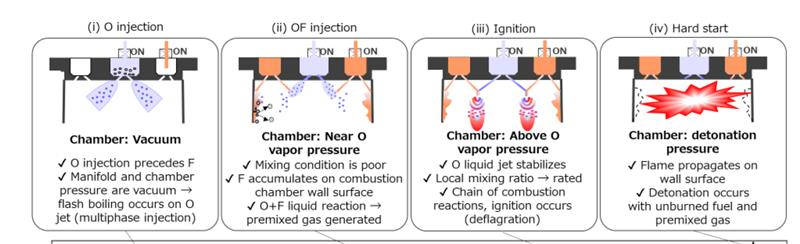 (i) O injection
ON
ON
Chamber: Vacuum
✓ O injection precedes F
✓ Manifold and chamber
pressure are vacuum →
flash boiling occurs on O
jet (multiphase injection)
(ii) OF injection
ON
ON
Chamber: Near O
vapor pressure
✓ Mixing condition is poor
✓ F accumulates on combustion
chamber wall surface
✓ O+F liquid reaction →
premixed gas generated
(iii) Ignition
ON
ON
Chamber: Above O
vapor pressure
✓ O liquid jet stabilizes
✓ Local mixing ratio → rated
✓ Chain of combustion
reactions, ignition occurs
(deflagration)
(iv) Hard start
ON
ON
Chamber: detonation
pressure
✓ Flame propagates on
wall surface
✓ Detonation occurs
with unburned fuel and
premixed gas